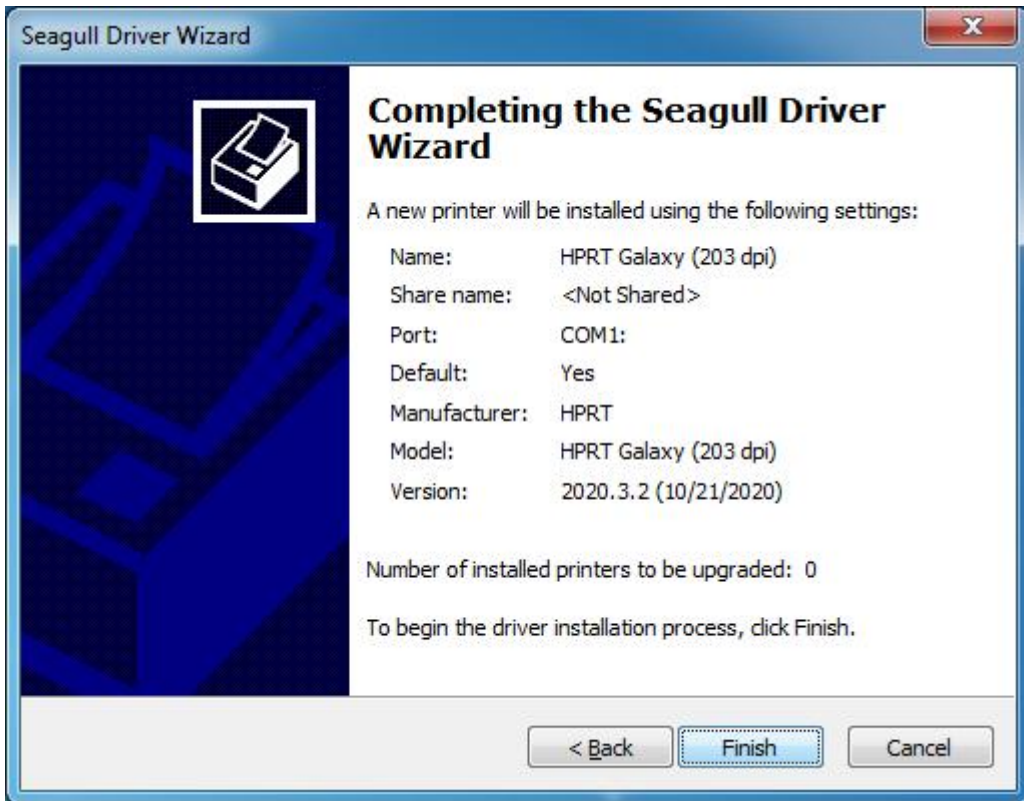 Seagull Driver Wizard
X
Completing the Seagull Driver
Wizard
A new printer will be installed using the following settings:
Name: HPRT Galaxy (203 dpi)
Share name: <Not Shared>
Port: COM1:
Default: Yes
Manufacturer: HPRT
Model: HPRT Galaxy (203 dpi)
Version: 2020.3.2 (10/21/2020)
Number of installed printers to be upgraded: 0
To begin the driver installation process, click Finish.
< Back Finish Cancel